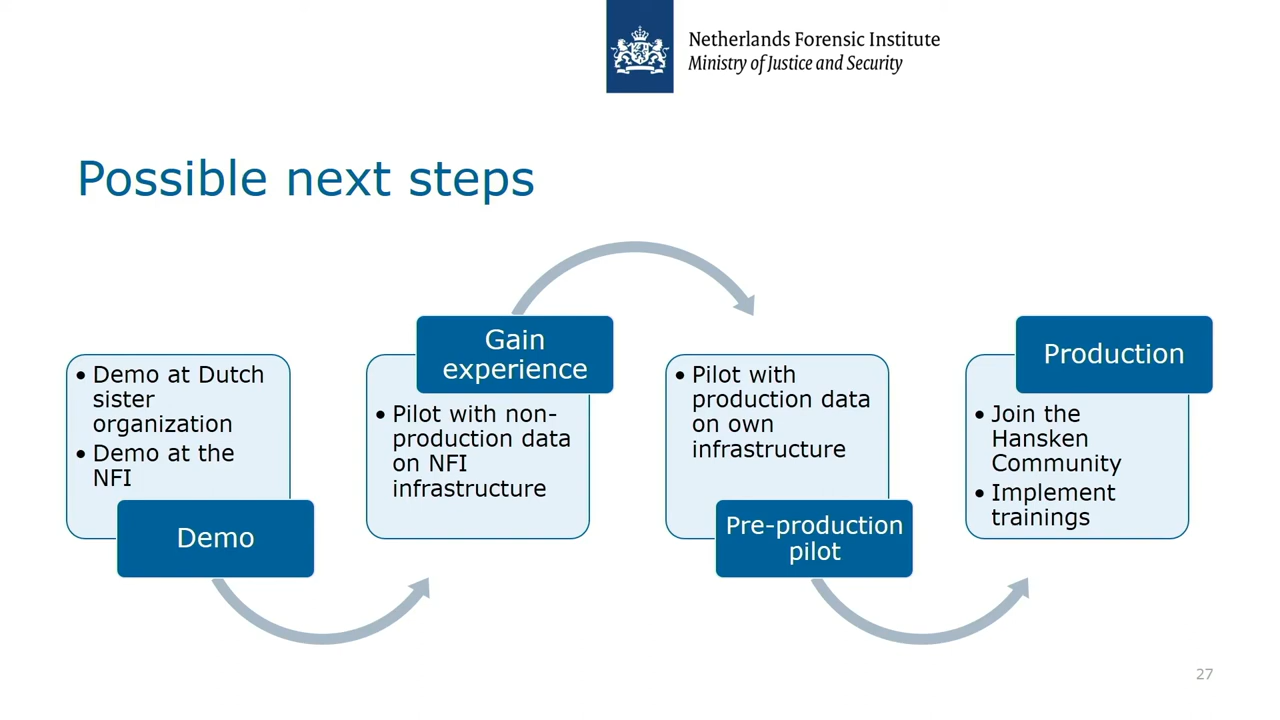 Netherlands Forensic Institute
Ministry of Justice and Security
Possible next steps
• Demo at Dutch
sister
organization
• Demo at the
NFI
Demo
Gain
experience
• Pilot with non-
production data
on NFI
infrastructure
• Pilot with
production data
on own
infrastructure
Pre-production
pilot
Production
• Join the
Hansken
Community
• Implement
trainings
27